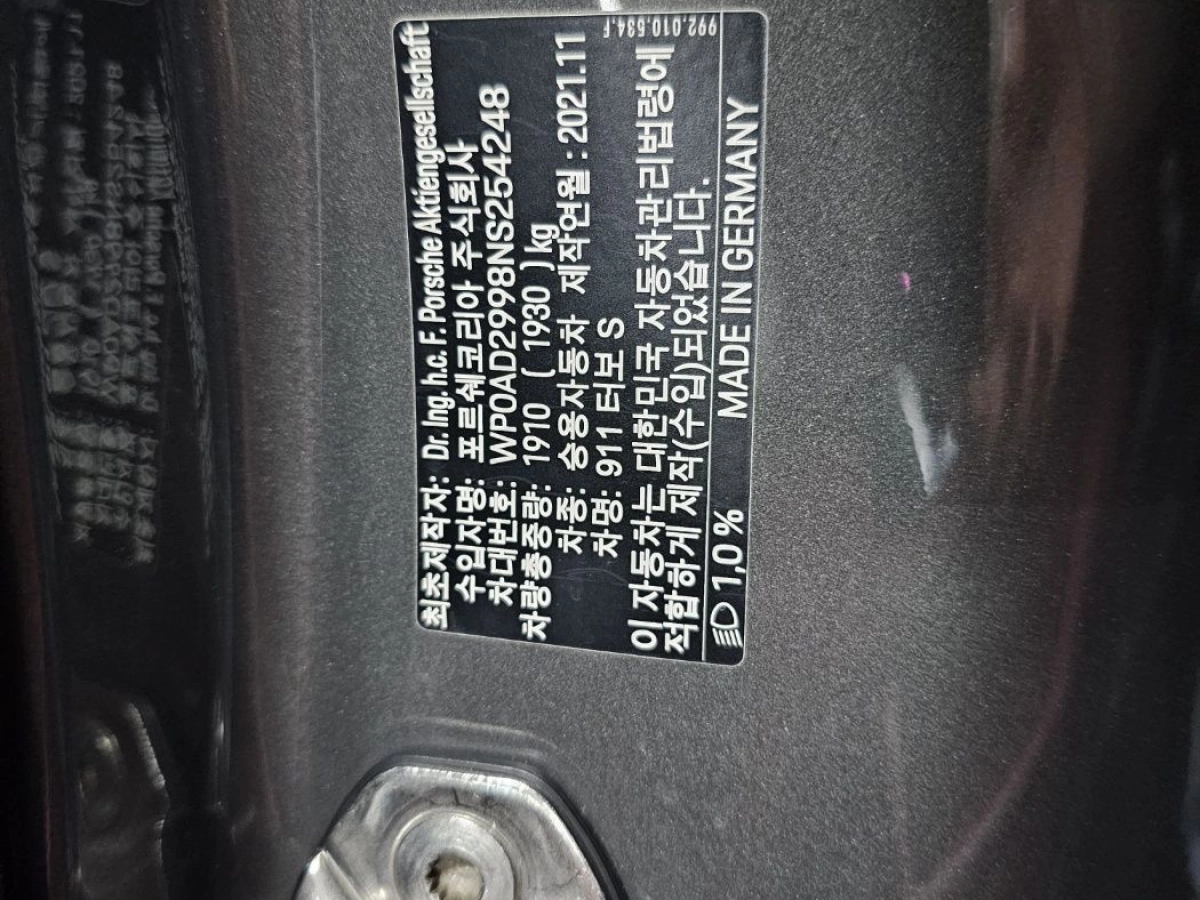 992.010.534.F
최초제작자: Dr. Ing. h.c. F. Porsche Aktiengesellschaft
수입자명: 포르쉐코리아 주식회사
차대번호: WP0AD2998NS254248
차량총중량: 1910 ( 1930 ) kg
차종: 승용자동차 제작연월 : 2021.11
차명: 911 터보 S
이 자동차는 대한민국 자동차관리법령에
적합하게 제작(수입)되었습니다.
1,0 % MADE IN GERMANY